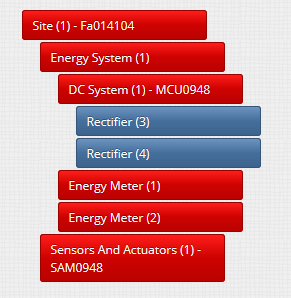 Site (1) - Fa014104
Energy System (1)
DC System (1) - MCU0948
Rectifier (3)
Rectifier (4)
Energy Meter (1)
Energy Meter (2)
Sensors And Actuators (1) -
SAM0948